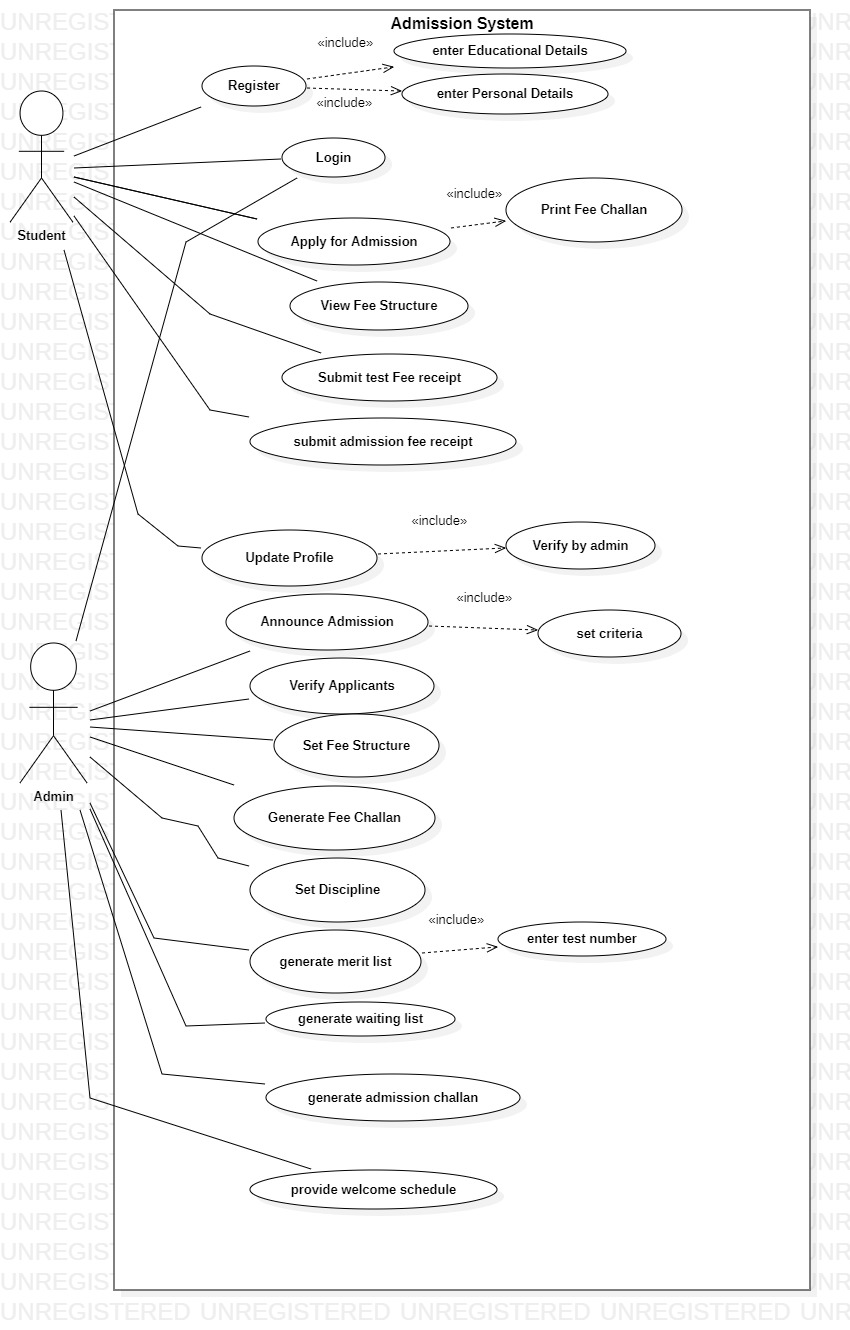 Admission System
«include»
enter Educational Details
Register
enter Personal Details
«include»
Login
«include»
Print Fee Challan
Student
Apply for Admission
View Fee Structure
Submit test Fee receipt
submit admission fee receipt
«include»
Update Profile
Verify by admin
«include»
Announce Admission
set criteria
Verify Applicants
Set Fee Structure
Admin
Generate Fee Challan
Set Discipline
«include»
generate merit list
enter test number
generate waiting list
generate admission challan
provide welcome schedule
UNREGISTERED UNREGISTERED UNREGISTERED UNREGISTERED UNR